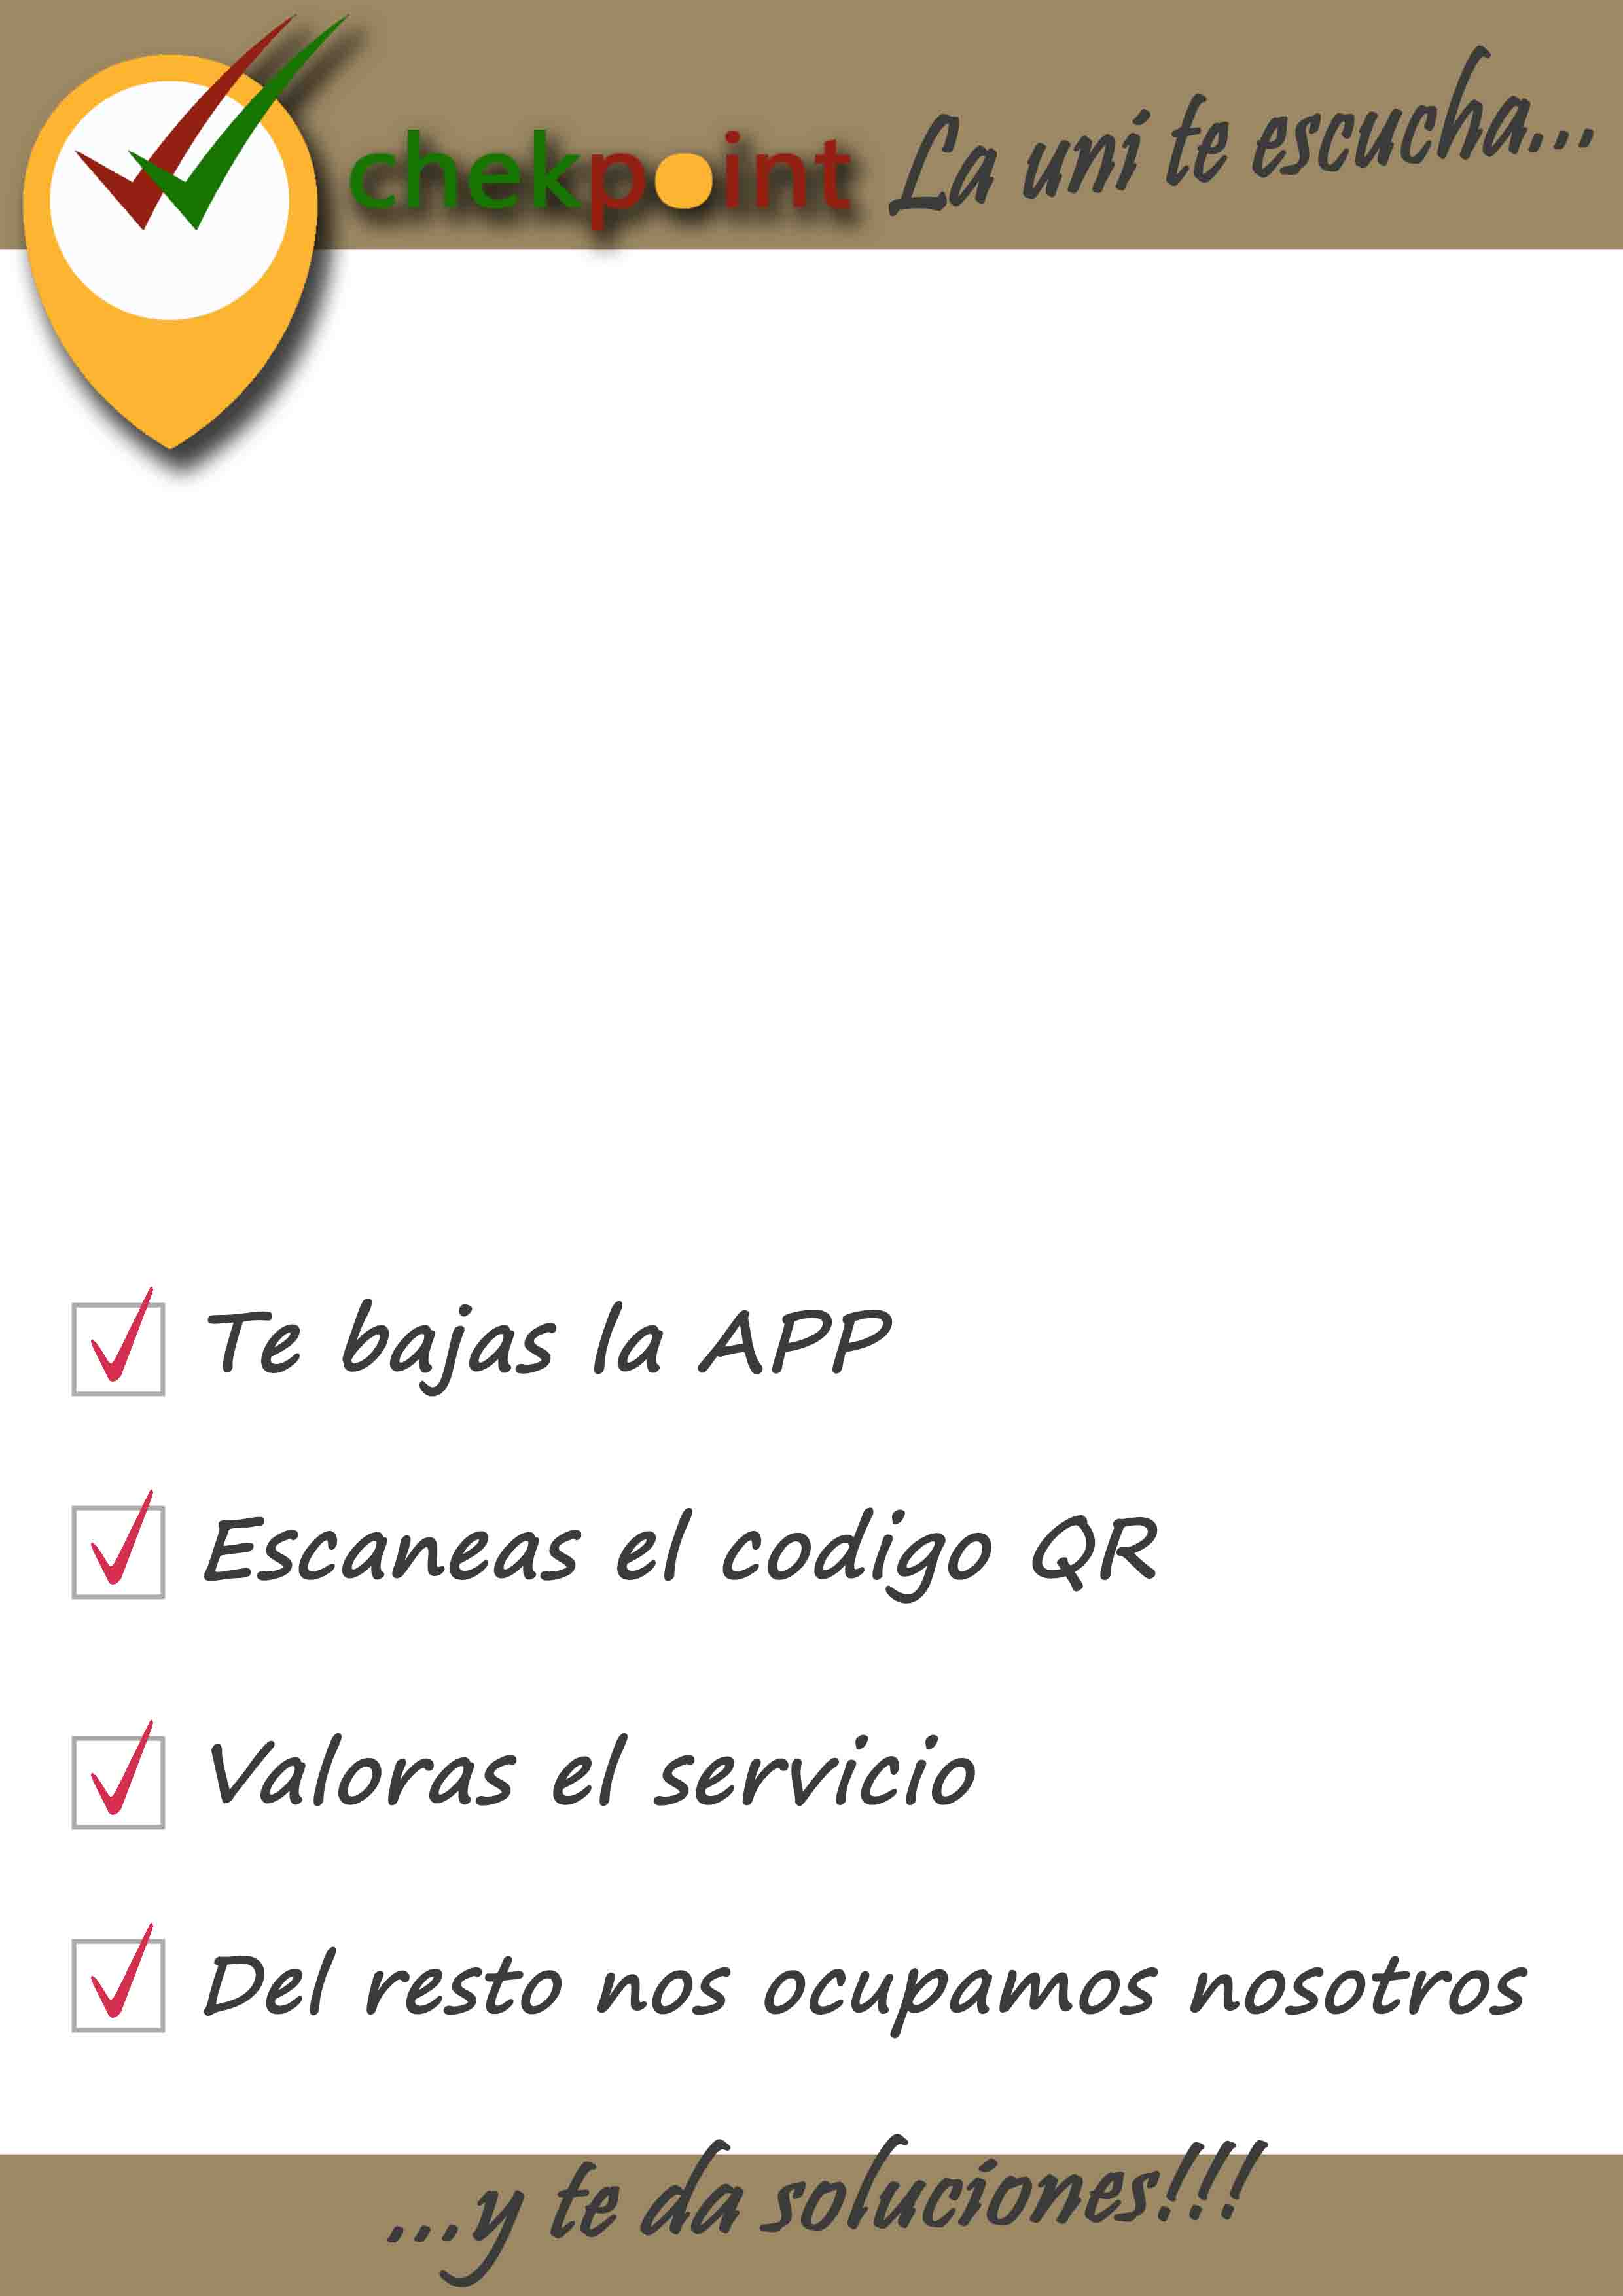 chekpoint La uni te escucha...
Te bajas la APP
Escaneas el codigo QR
Valoras el servicio
Del resto nos ocupamos nosotros
...y te da soluciones!!!